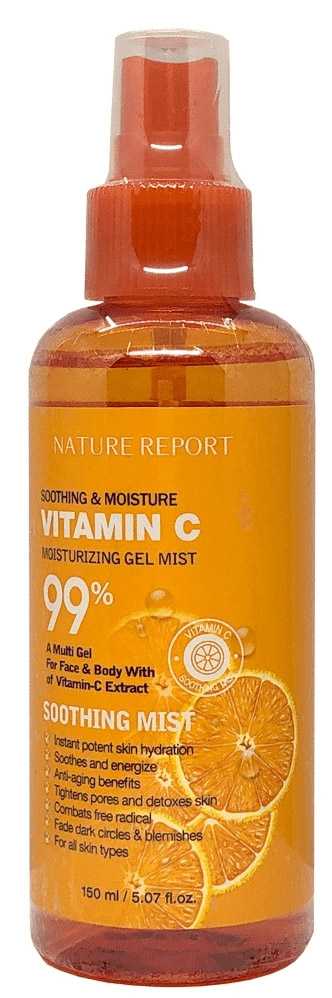 NATURE REPORT
SOOTHING & MOISTURE
VITAMIN C
MOISTURIZING GEL MIST
99%
A Multi Gel
For Face & Body With
of Vitamin-C Extract
VITAMIN C
SOOTHING MIST
Instant potent skin hydration
Soothes and energize
Anti-aging benefits
Tightens pores and detoxes skin
Combats free radical
Fade dark circles & blemishes
For all skin types
150 ml / 5.07 fl.oz.